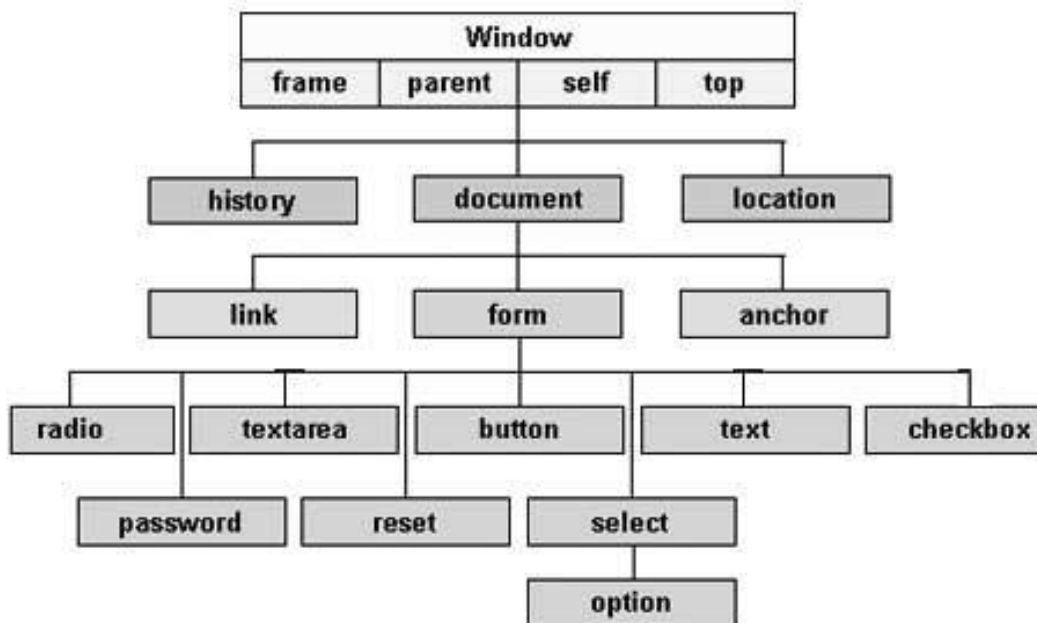 Window
frame parent self top
history document location
link form anchor
radio textarea button text checkbox
password reset select
option